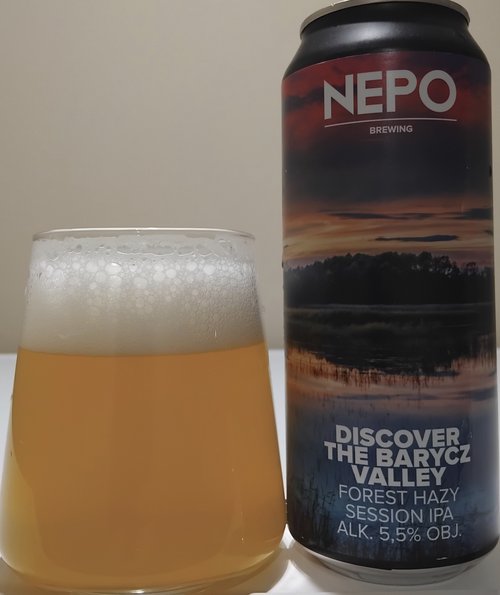 NEPO
BREWING
DISCOVER
THE BARYCZ
VALLEY
FOREST HAZY
SESSION IPA
ALK. 5,5% OBJ.